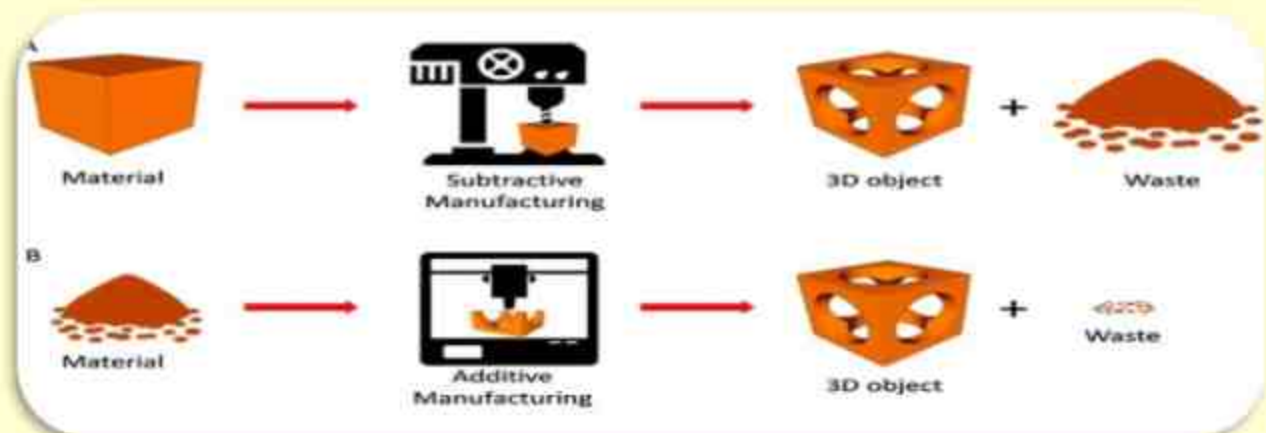 A
Material
Subtractive
Manufacturing
3D object
+
Waste
B
Material
Additive
Manufacturing
3D object
+
Waste